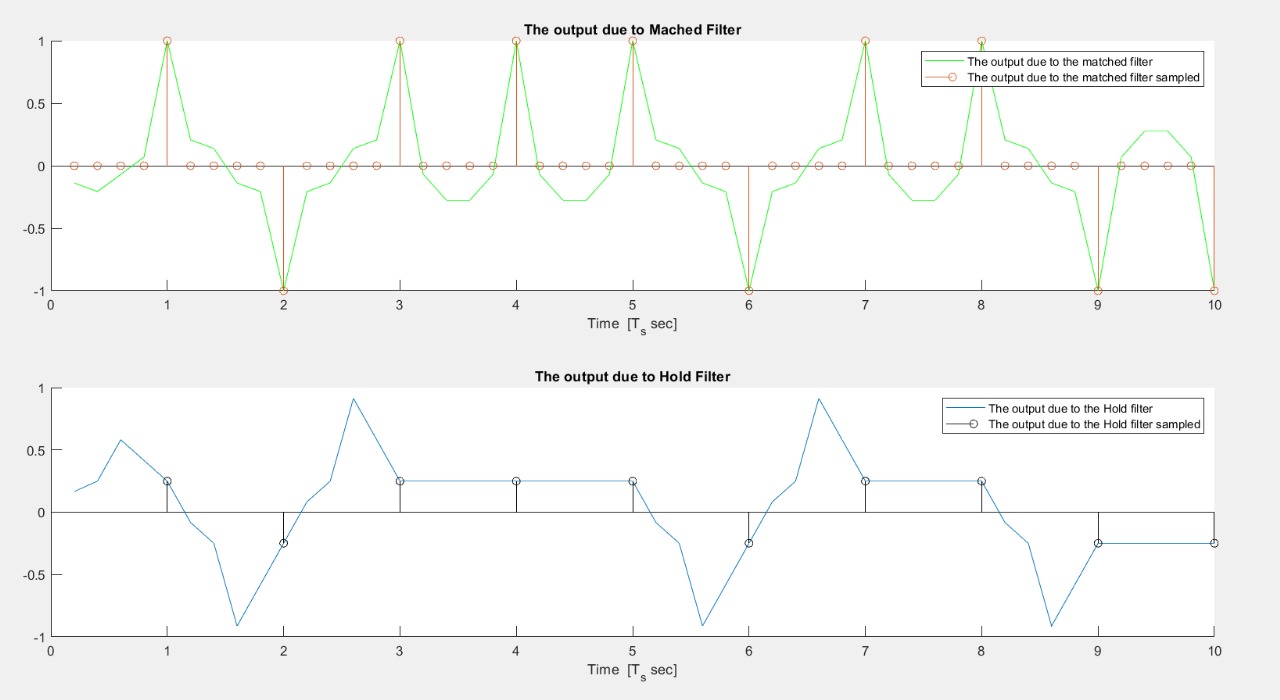 The output due to Mached Filter
1
0.5
0
-0.5
-1
The output due to the matched filter
The output due to the matched filter sampled
0 1 2 3 4 5 6 7 8 9 10
Time [Ts sec]
The output due to Hold Filter
1
0.5
0
-0.5
-1
The output due to the Hold filter
The output due to the Hold filter sampled
0 1 2 3 4 5 6 7 8 9 10
Time [Ts sec]